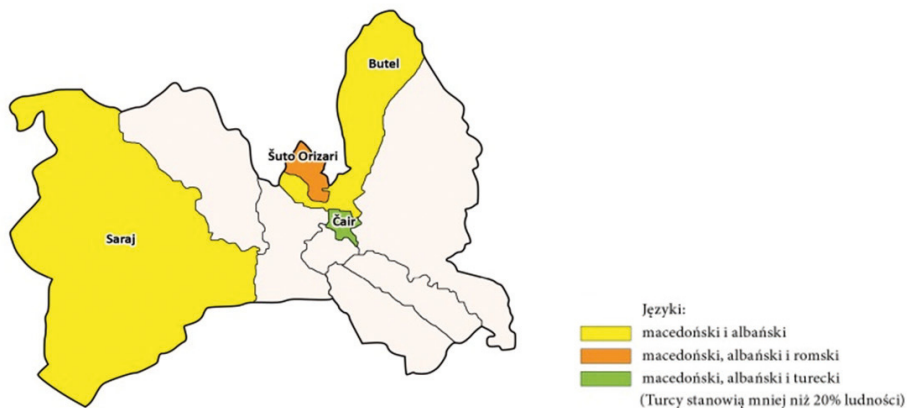 Butel
Šuto Orizari
Čair
Saraj
Języki:
macedoński i albański
macedoński, albański i romski
macedoński, albański i turecki
(Turcy stanowią mniej niż 20% ludności)